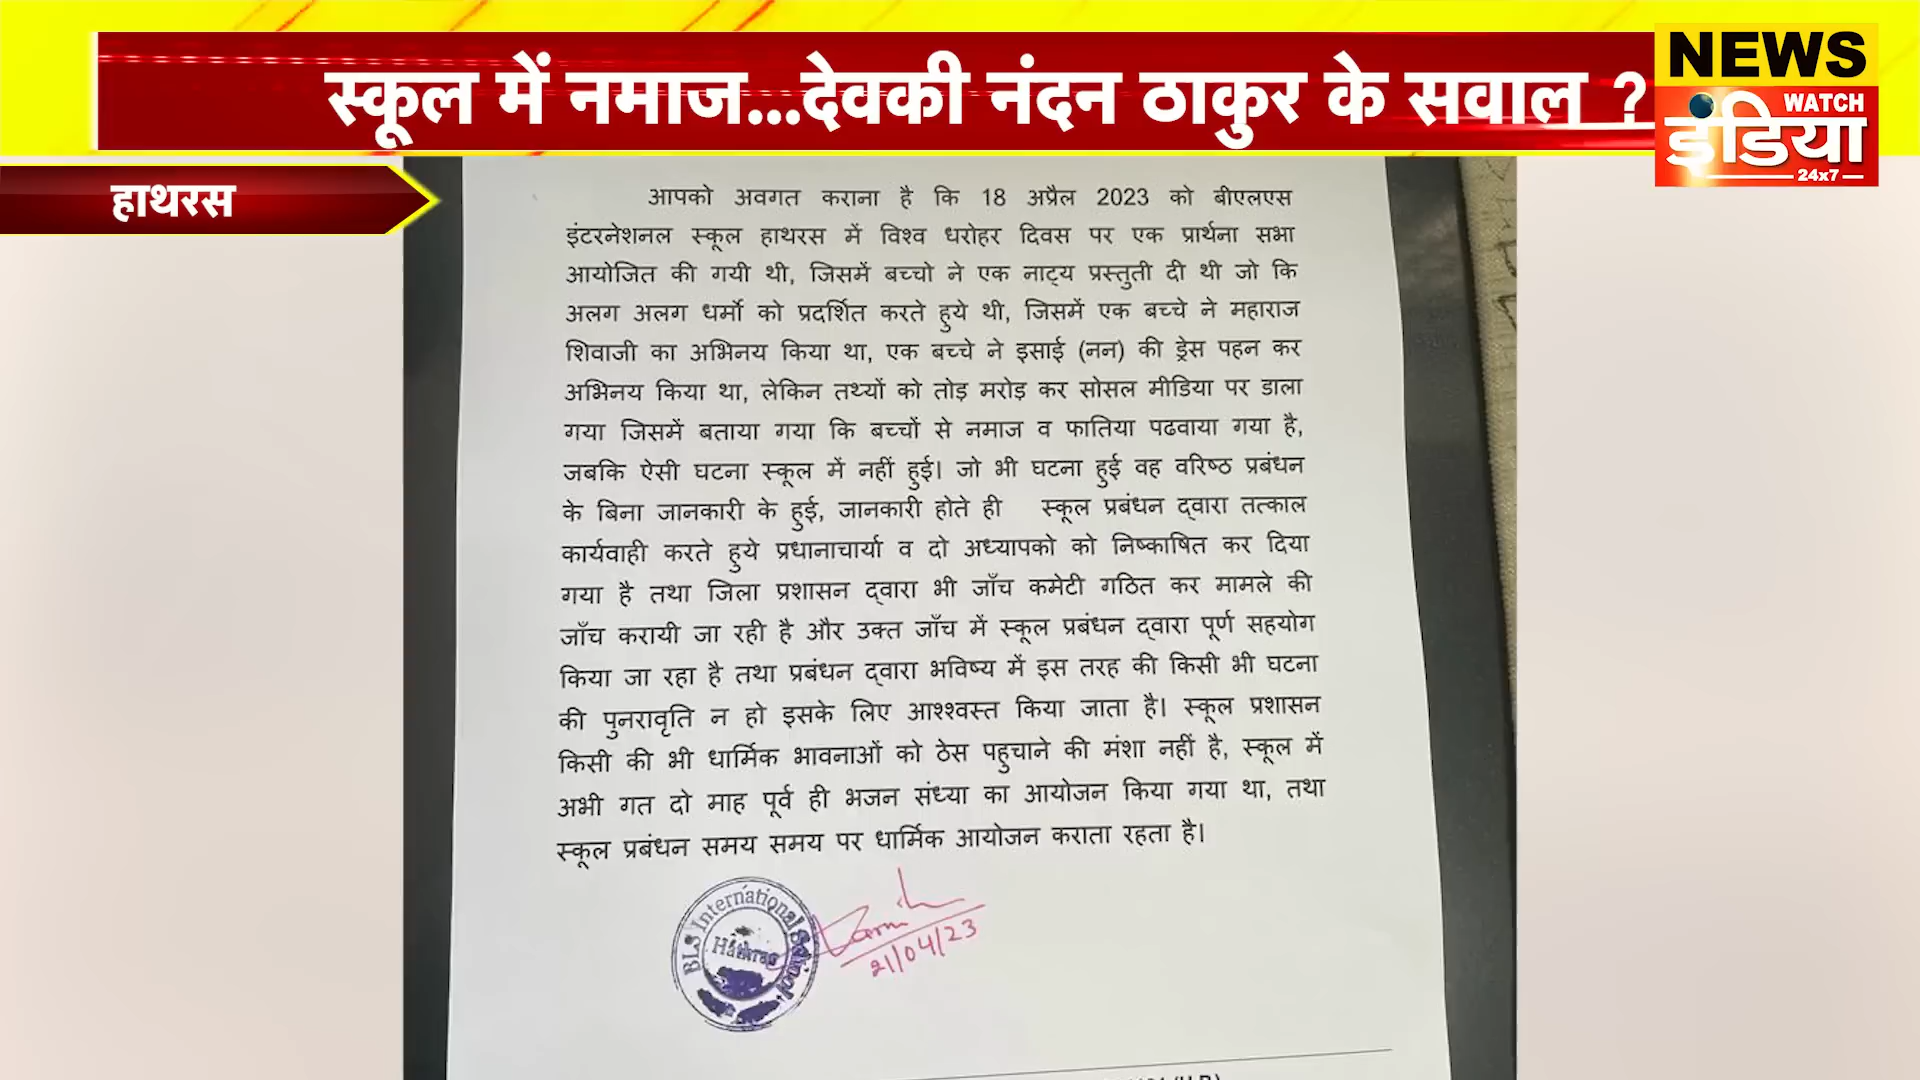 स्कूल में नमाज...देवकी नंदन ठाकुर के सवाल ?
NEWS
WATCH
इंडिया
24x7
हाथरस
आपको अवगत कराना है कि 18 अप्रैल 2023 को बीएलएस
इंटरनेशनल स्कूल हाथरस में विश्व धरोहर दिवस पर एक प्रार्थना सभा
आयोजित की गयी थी, जिसमें बच्चो ने एक नाट्य प्रस्तुती दी थी जो कि
अलग अलग धर्मो को प्रदर्शित करते हुये थी, जिसमें एक बच्चे ने महाराज
शिवाजी का अभिनय किया था, एक बच्चे ने इसाई (नन) की ड्रेस पहन कर
अभिनय किया था, लेकिन तथ्यों को तोड़ मरोड़ कर सोसल मीडिया पर डाला
गया जिसमें बताया गया कि बच्चों से नमाज व फातिया पढवाया गया है,
जबकि ऐसी घटना स्कूल में नहीं हुई। जो भी घटना हुई वह वरिष्ठ प्रबंधन
के बिना जानकारी के हुई, जानकारी होते ही स्कूल प्रबंधन द्वारा तत्काल
कार्यवाही करते हुये प्रधानाचार्या व दो अध्यापको को निष्काषित कर दिया
गया है तथा जिला प्रशासन द्वारा भी जाँच कमेटी गठित कर मामले की
जाँच करायी जा रही है और उक्त जाँच में स्कूल प्रबंधन द्वारा पूर्ण सहयोग
किया जा रहा है तथा प्रबंधन द्वारा भविष्य में इस तरह की किसी भी घटना
की पुनरावृति न हो इसके लिए आश्श्वस्त किया जाता है। स्कूल प्रशासन
किसी की भी धार्मिक भावनाओं को ठेस पहुचाने की मंशा नहीं है, स्कूल में
अभी गत दो माह पूर्व ही भजन संध्या का आयोजन किया गया था, तथा
स्कूल प्रबंधन समय समय पर धार्मिक आयोजन कराता रहता है।
BLS International School
Hathras
21/04/23